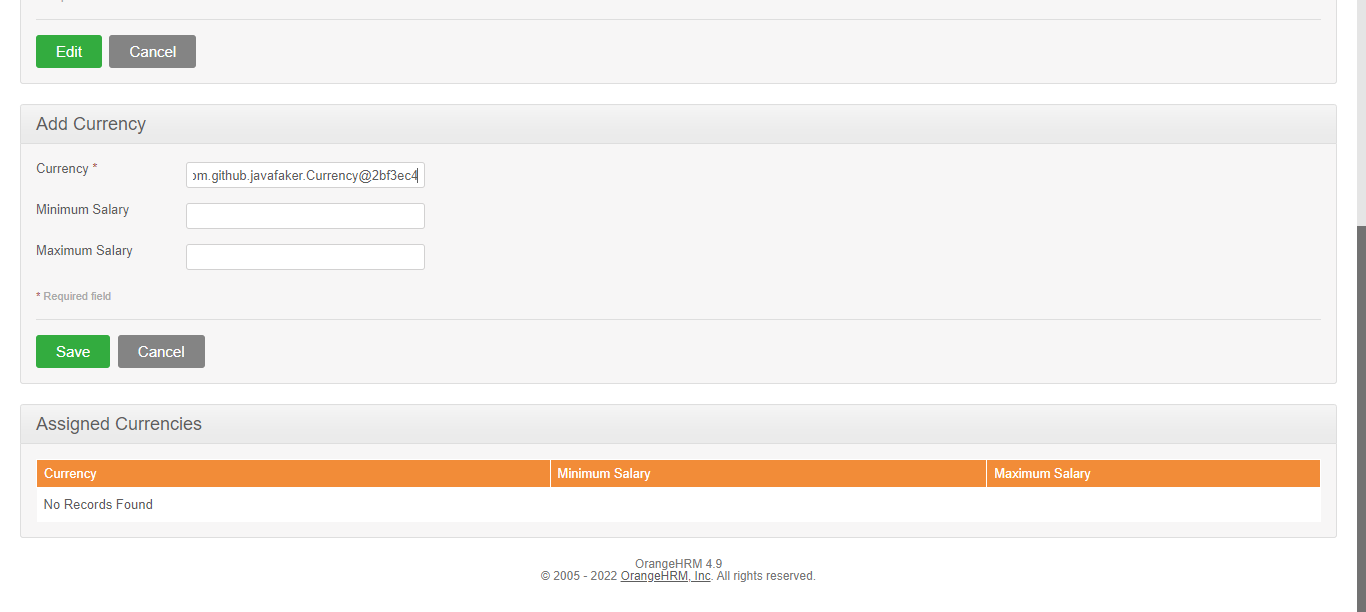 Edit Cancel
Add Currency
Currency *
om.github.javafaker.Currency@2bf3ec4
Minimum Salary
Maximum Salary
* Required field
Save Cancel
Assigned Currencies
Currency Minimum Salary Maximum Salary
No Records Found
OrangeHRM 4.9
© 2005 - 2022 OrangeHRM, Inc. All rights reserved.